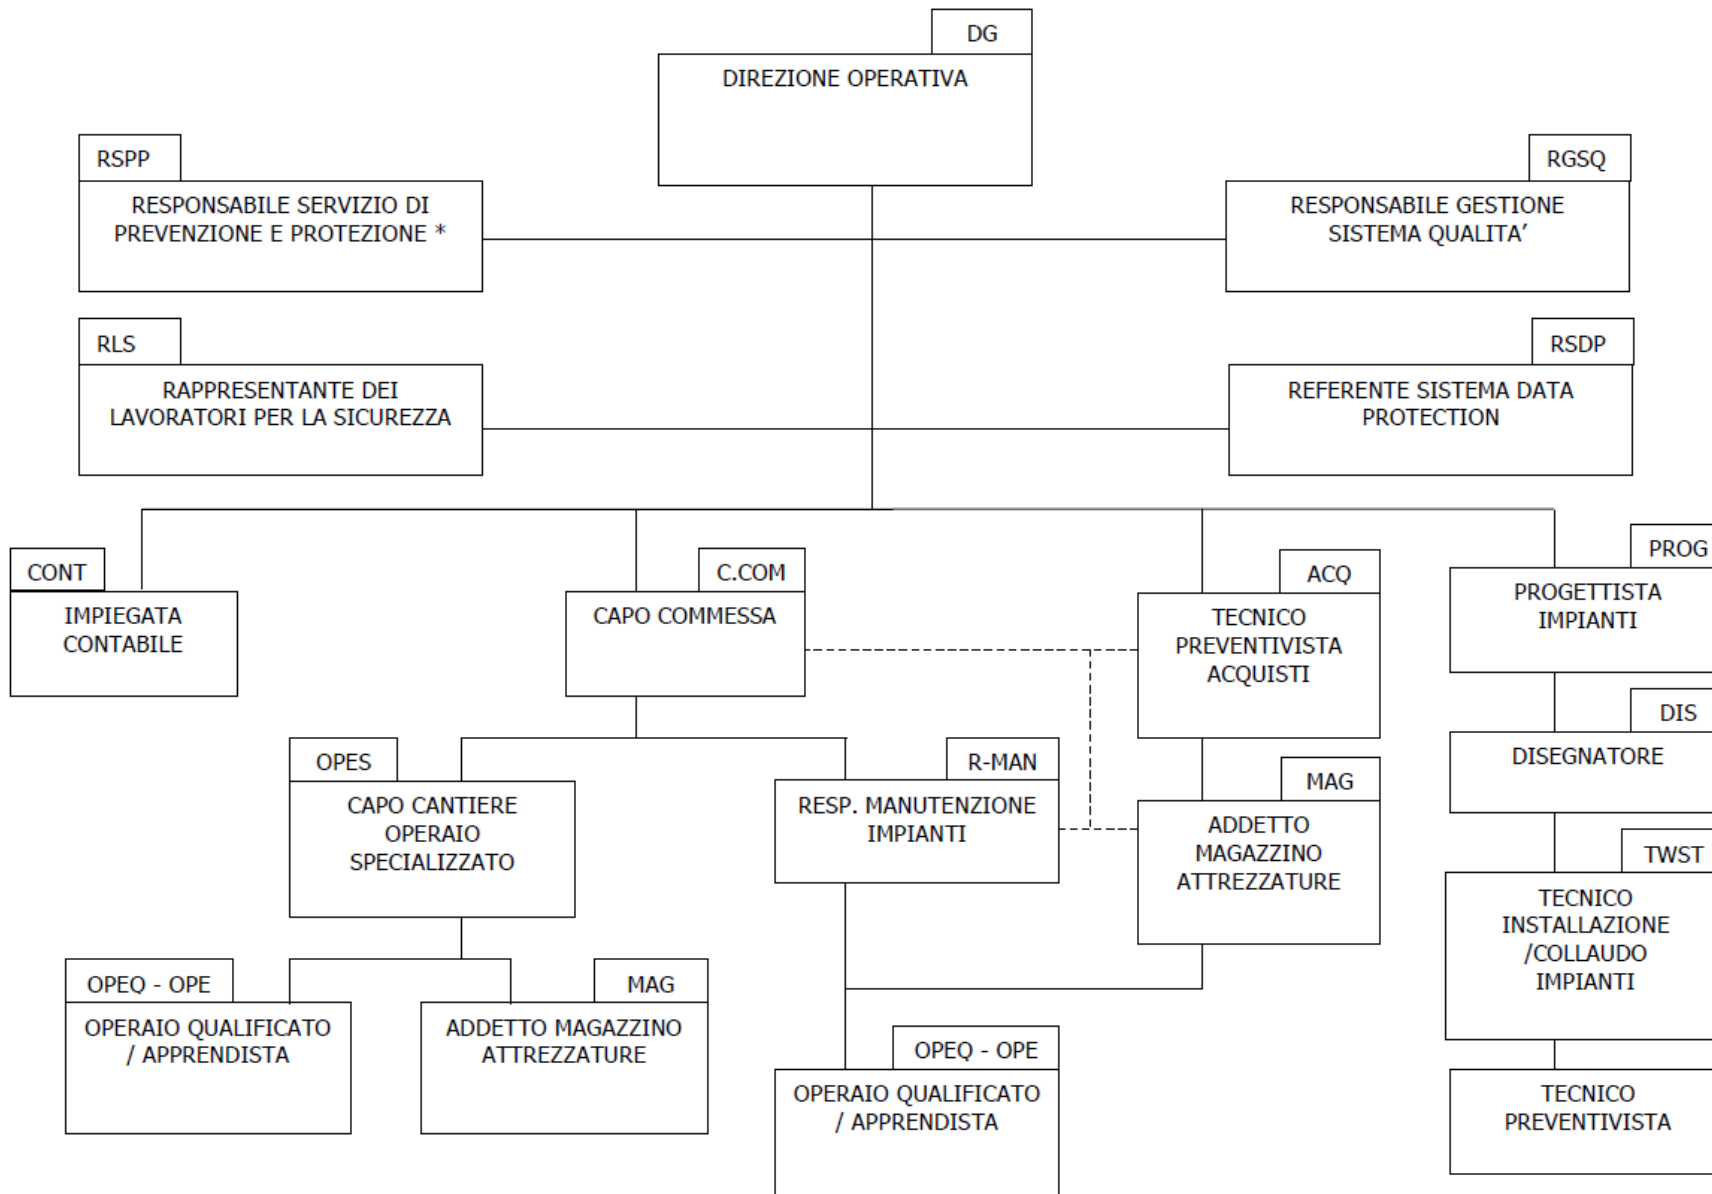 DG
DIREZIONE OPERATIVA
RSPP
RESPONSABILE SERVIZIO DI
PREVENZIONE E PROTEZIONE *
RGSQ
RESPONSABILE GESTIONE
SISTEMA QUALITA’
RLS
RAPPRESENTANTE DEI
LAVORATORI PER LA SICUREZZA
RSDP
REFERENTE SISTEMA DATA
PROTECTION
CONT
IMPIEGATA
CONTABILE
C.COM
CAPO COMMESSA
ACQ
TECNICO
PREVENTIVISTA
ACQUISTI
PROG
PROGETTISTA
IMPIANTI
DIS
DISEGNATORE
OPES
CAPO CANTIERE
OPERAIO
SPECIALIZZATO
R-MAN
RESP. MANUTENZIONE
IMPIANTI
MAG
ADDETTO
MAGAZZINO
ATTREZZATURE
TWST
TECNICO
INSTALLAZIONE
/COLLAUDO
IMPIANTI
OPEQ - OPE
OPERAIO QUALIFICATO
/ APPRENDISTA
MAG
ADDETTO MAGAZZINO
ATTREZZATURE
OPEQ - OPE
OPERAIO QUALIFICATO
/ APPRENDISTA
TECNICO
PREVENTIVISTA